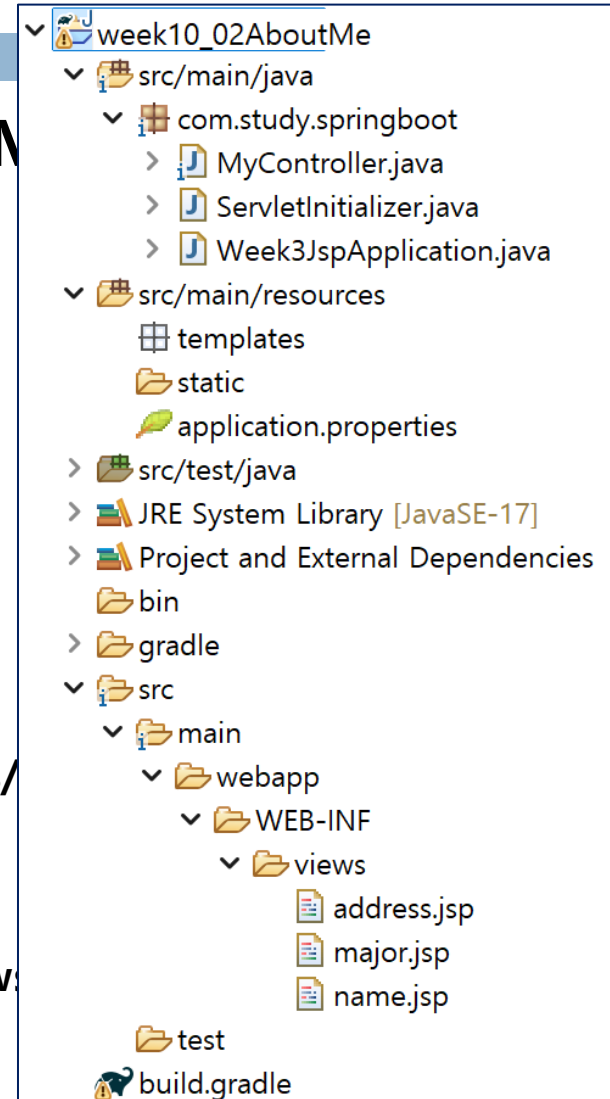 week10_02AboutMe
src/main/java
com.study.springboot
MyController.java
ServletInitializer.java
Week3JspApplication.java
src/main/resources
templates
static
application.properties
src/test/java
JRE System Library [JavaSE-17]
Project and External Dependencies
bin
gradle
src
main
webapp
/
WEB-INF
views
address.jsp
major.jsp
name.jsp
test
build.gradle